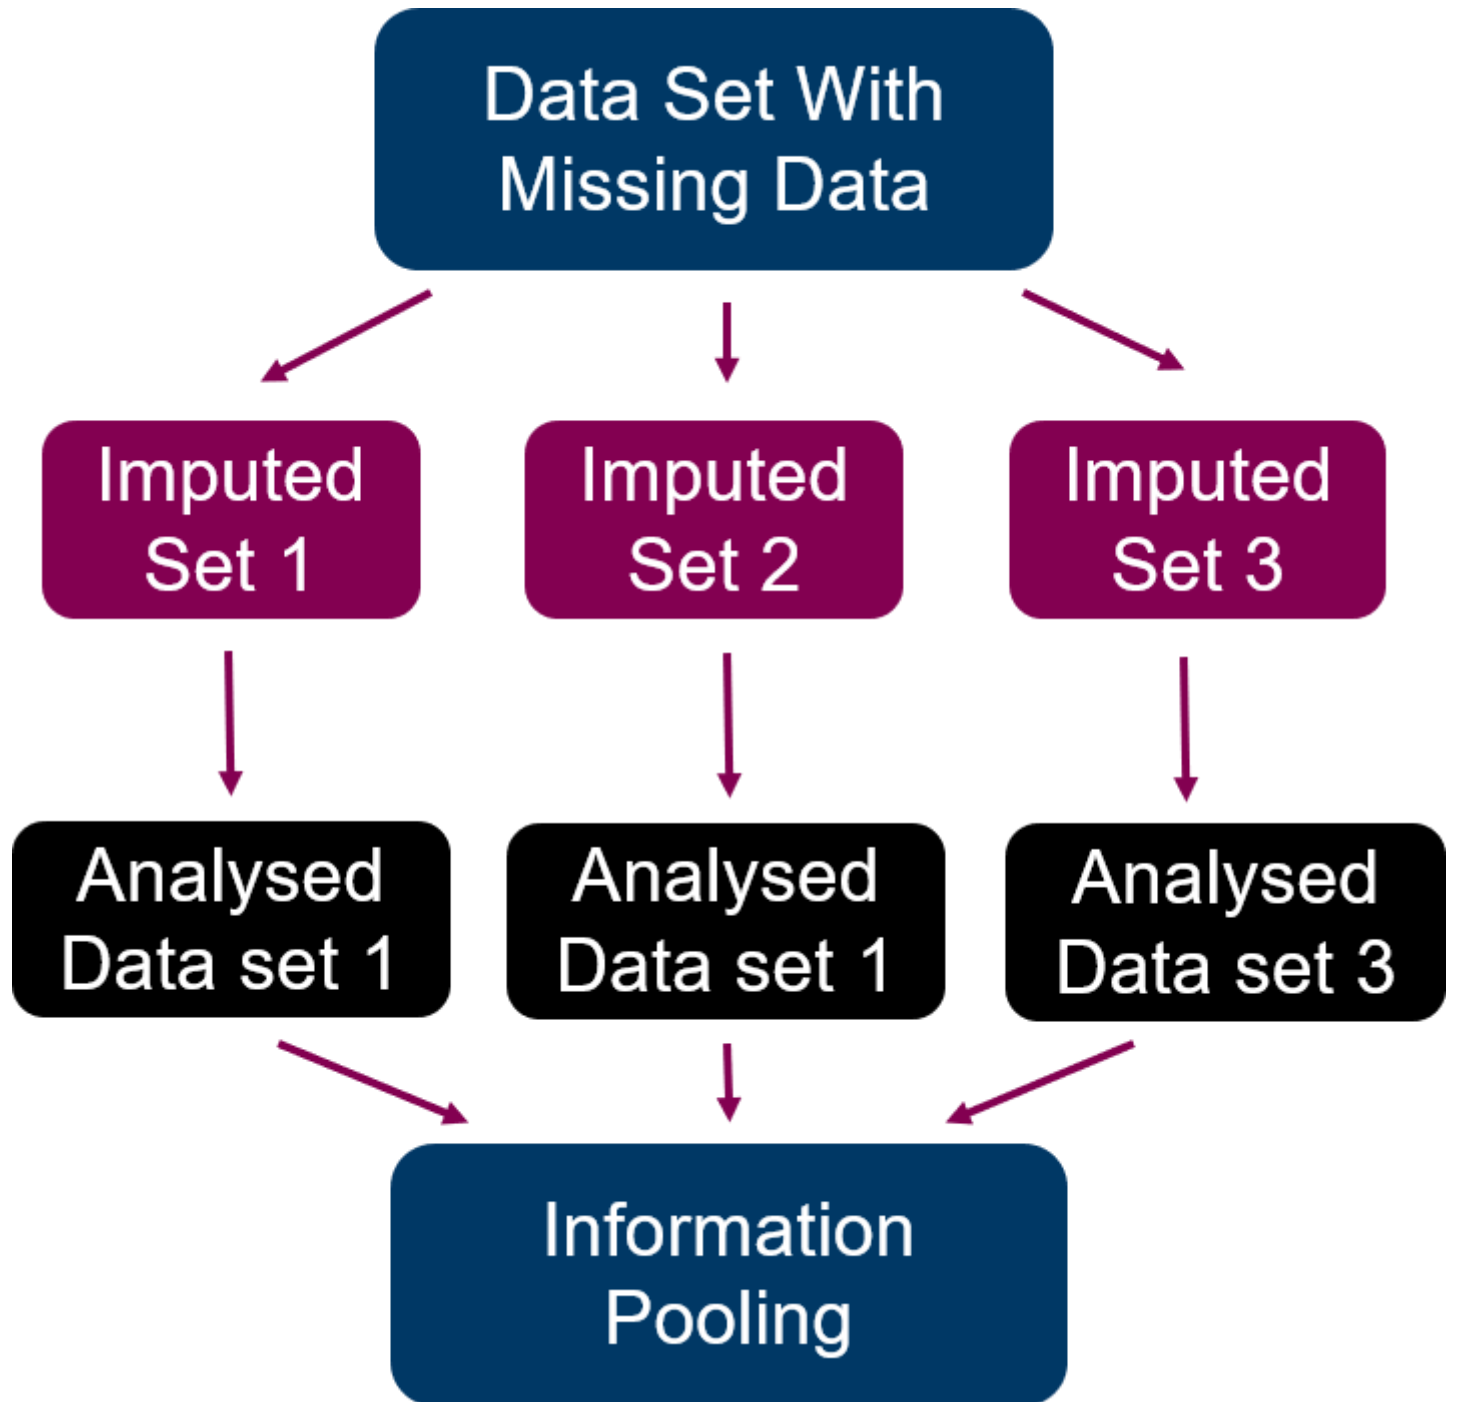 Data Set With
Missing Data
Imputed
Set 1
Imputed
Set 2
Imputed
Set 3
Analysed
Data set 1
Analysed
Data set 1
Analysed
Data set 3
Information
Pooling